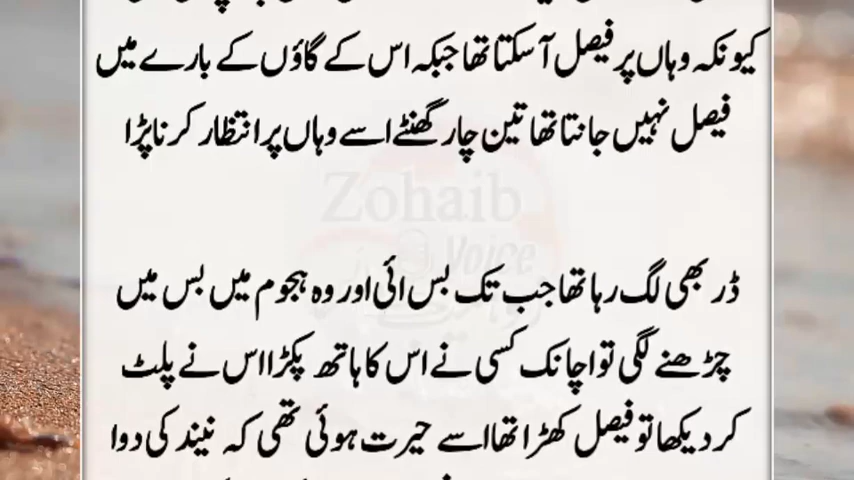 کیونکہ وہاں پر فیصل آ سکتا تھا جبکہ اس کے گاؤں کے بارے میں
فیصل نہیں جانتا تھا تین چار گھنٹے اسے وہاں پر انتظار کرنا پڑا
Zohaib
Voice
ڈر بھی لگ رہا تھا جب تک بس ائی اور وہ ہجوم میں بس میں
چڑھنے لگی تو اچانک کسی نے اس کا ہاتھ پکڑا اس نے پلٹ
کر دیکھا تو فیصل کھڑا تھا اسے حیرت ہوئی تھی کہ نیند کی دوا